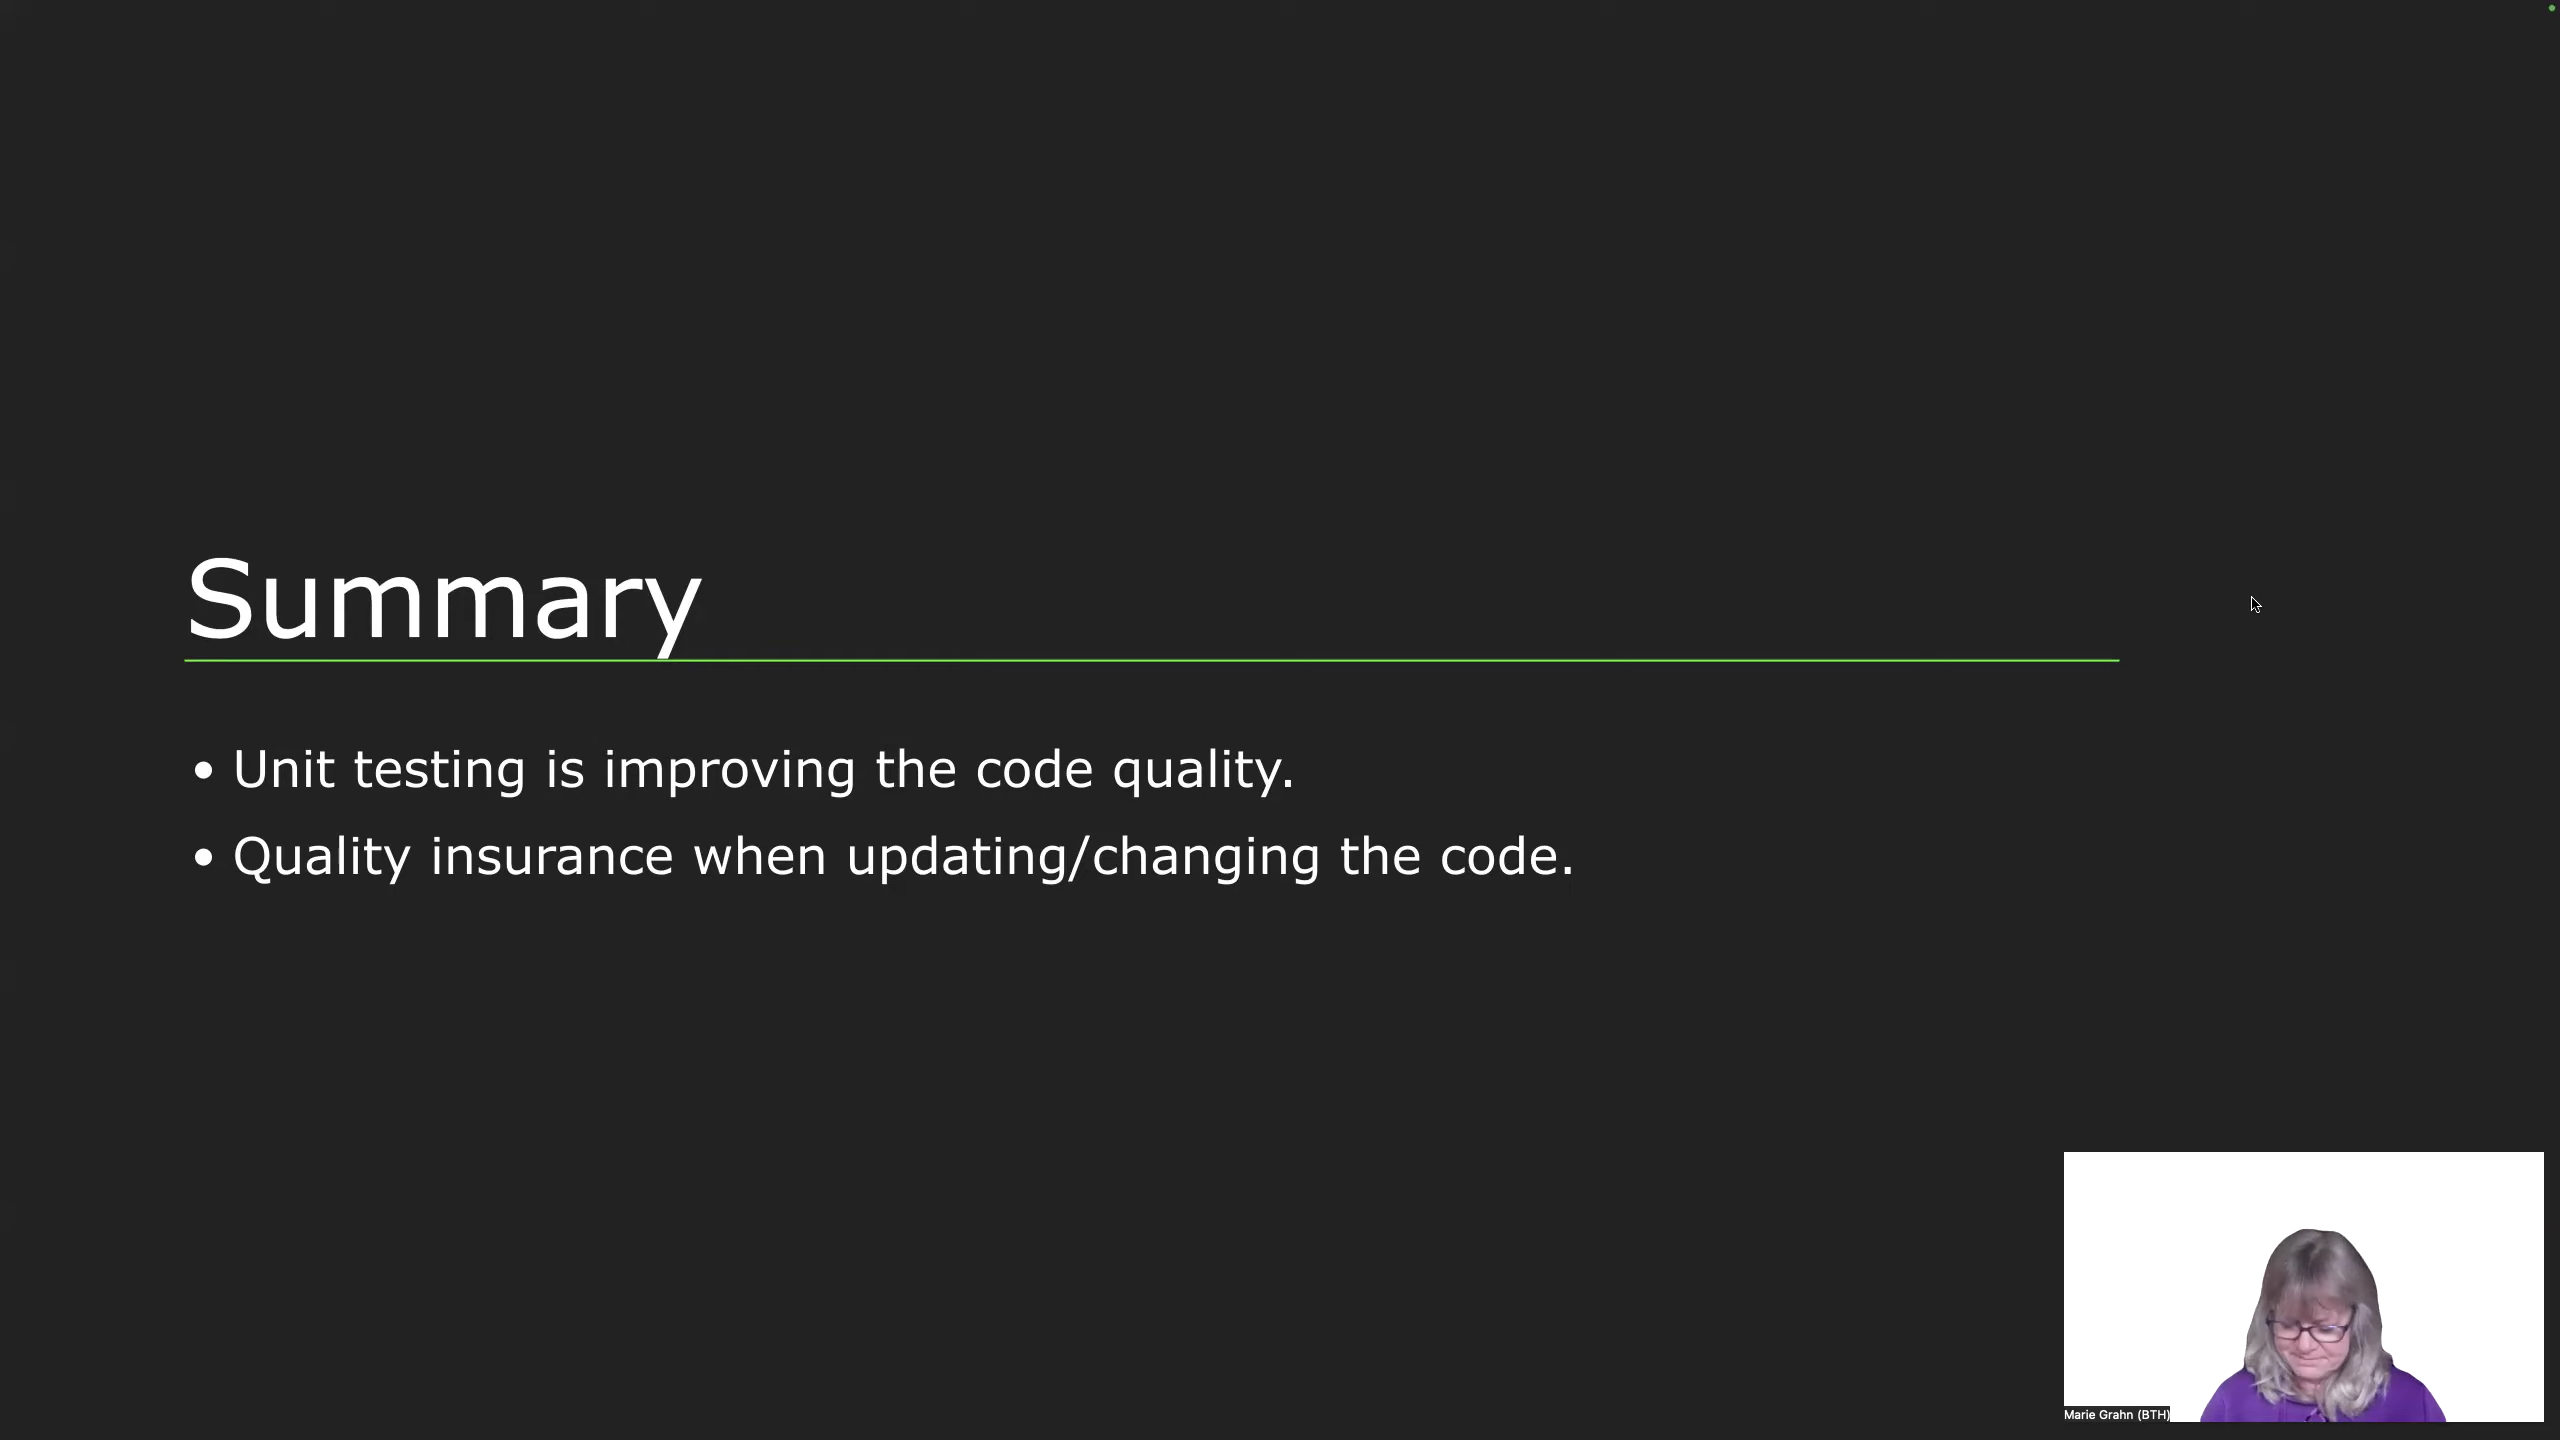 Summary
• Unit testing is improving the code quality.
• Quality insurance when updating/changing the code.
Marie Grahn (BTH)